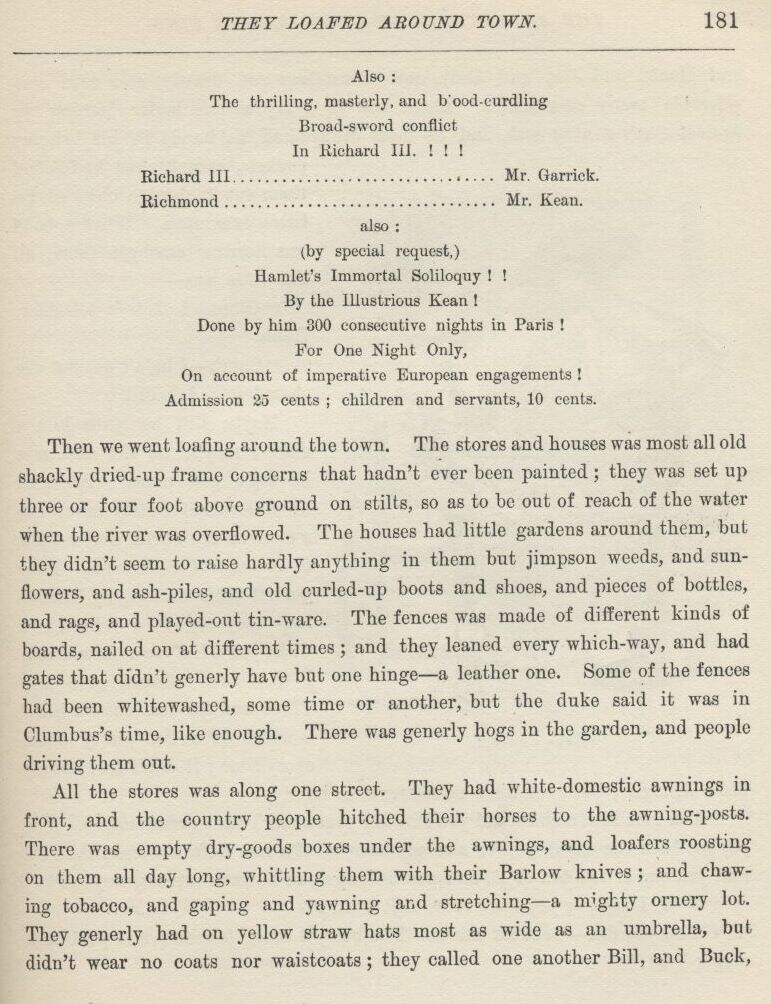 THEY LOAFED AROUND TOWN. 181
Also :
The thrilling, masterly, and b'ood-curdling
Broad-sword conflict
In Richard III. ! ! !
Richard III................................ Mr. Garrick.
Richmond ................................. Mr. Kean.
also :
(by special request,)
Hamlet's Immortal Soliloquy ! !
By the Illustrious Kean !
Done by him 300 consecutive nights in Paris !
For One Night Only,
On account of imperative European engagements !
Admission 25 cents ; children and servants, 10 cents.
Then we went loafing around the town. The stores and houses was most all old
shackly dried-up frame concerns that hadn't ever been painted ; they was set up
three or four foot above ground on stilts, so as to be out of reach of the water
when the river was overflowed. The houses had little gardens around them, but
they didn't seem to raise hardly anything in them but jimpson weeds, and sun-
flowers, and ash-piles, and old curled-up boots and shoes, and pieces of bottles,
and rags, and played-out tin-ware. The fences was made of different kinds of
boards, nailed on at different times ; and they leaned every which-way, and had
gates that didn't generly have but one hinge—a leather one. Some of the fences
had been whitewashed, some time or another, but the duke said it was in
Clumbus's time, like enough. There was generly hogs in the garden, and people
driving them out.
All the stores was along one street. They had white-domestic awnings in
front, and the country people hitched their horses to the awning-posts.
There was empty dry-goods boxes under the awnings, and loafers roosting
on them all day long, whittling them with their Barlow knives ; and chaw-
ing tobacco, and gaping and yawning and stretching—a mighty ornery lot.
They generly had on yellow straw hats most as wide as an umbrella, but
didn't wear no coats nor waistcoats ; they called one another Bill, and Buck,